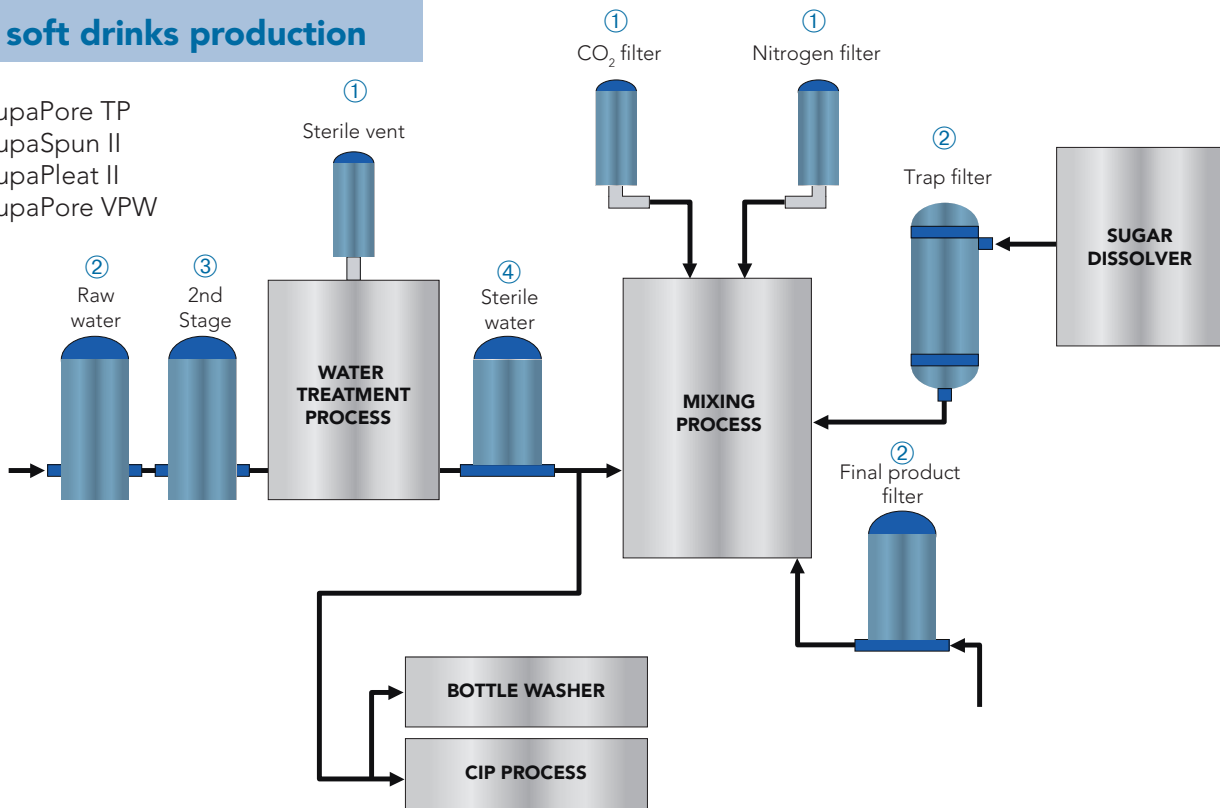 soft drinks production
upaPore TP
upaSpun II
upaPleat II
upaPore VPW
①
Sterile vent
①
CO₂ filter
①
Nitrogen filter
②
Trap filter
SUGAR
DISSOLVER
②
Raw
water
③
2nd
Stage
WATER
TREATMENT
PROCESS
④
Sterile
water
MIXING
PROCESS
②
Final product
filter
BOTTLE WASHER
CIP PROCESS